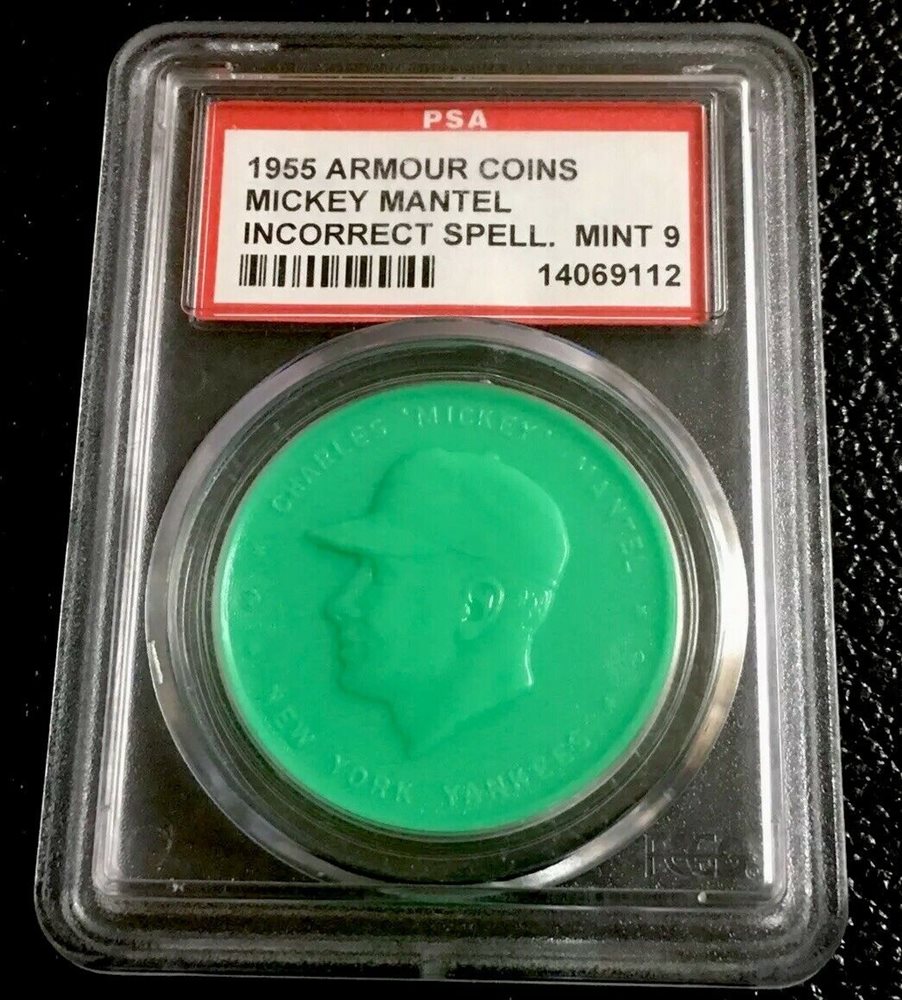 PSA
1955 ARMOUR COINS
MICKEY MANTEL
INCORRECT SPELL. MINT 9
14069112
CHARLES "MICKEY" MANTEL
NEW YORK YANKEES